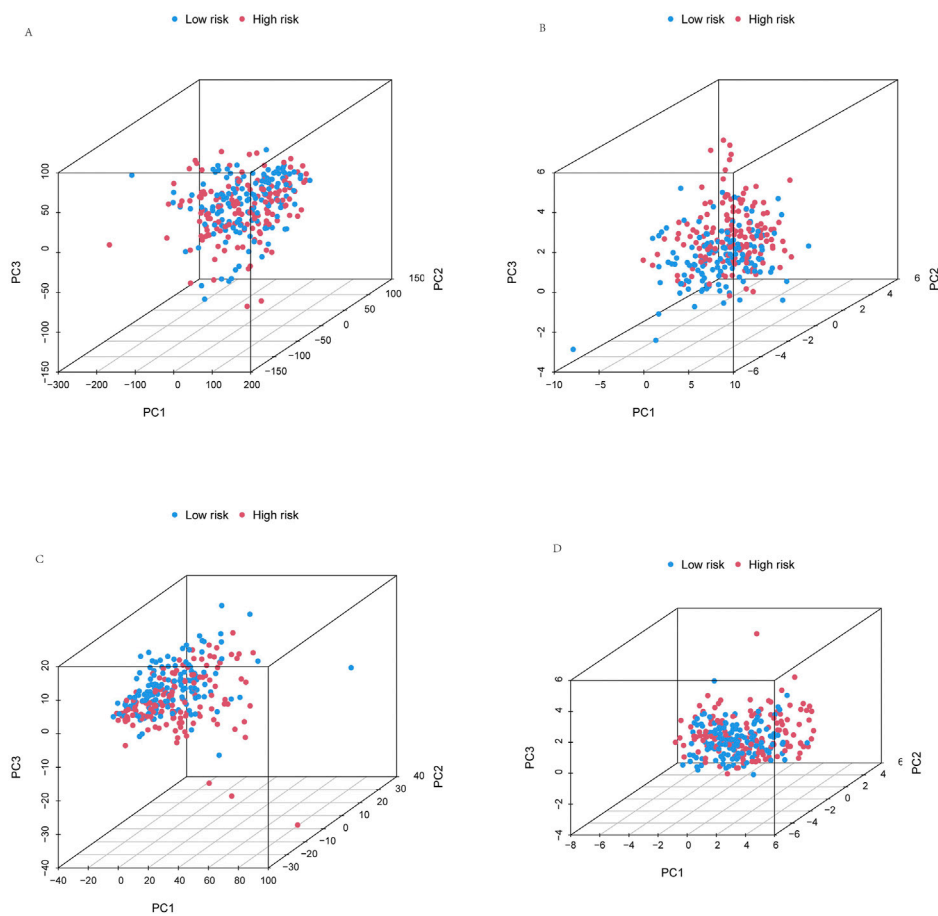 Low risk High risk
A
PC3
100
50
0
−50
−100
−150
−300 −200 −100 0 100 200
PC1
−150
−100
−50
0
50
100
150
PC2
Low risk High risk
B
PC3
6
4
2
0
−2
−4
−10 −5 0 5 10
PC1
−6
−4
−2
0
2
4
6
PC2
Low risk High risk
C
PC3
20
10
0
−10
−20
−30
−40
−40 −20 0 20 40 60 80 100
PC1
−30
−20
−10
0
10
20
30
40
PC2
D
Low risk High risk
PC3
6
4
2
0
−2
−4
−8 −6 −4 −2 0 2 4 6
PC1
−6
−4
−2
0
2
4
6
PC2